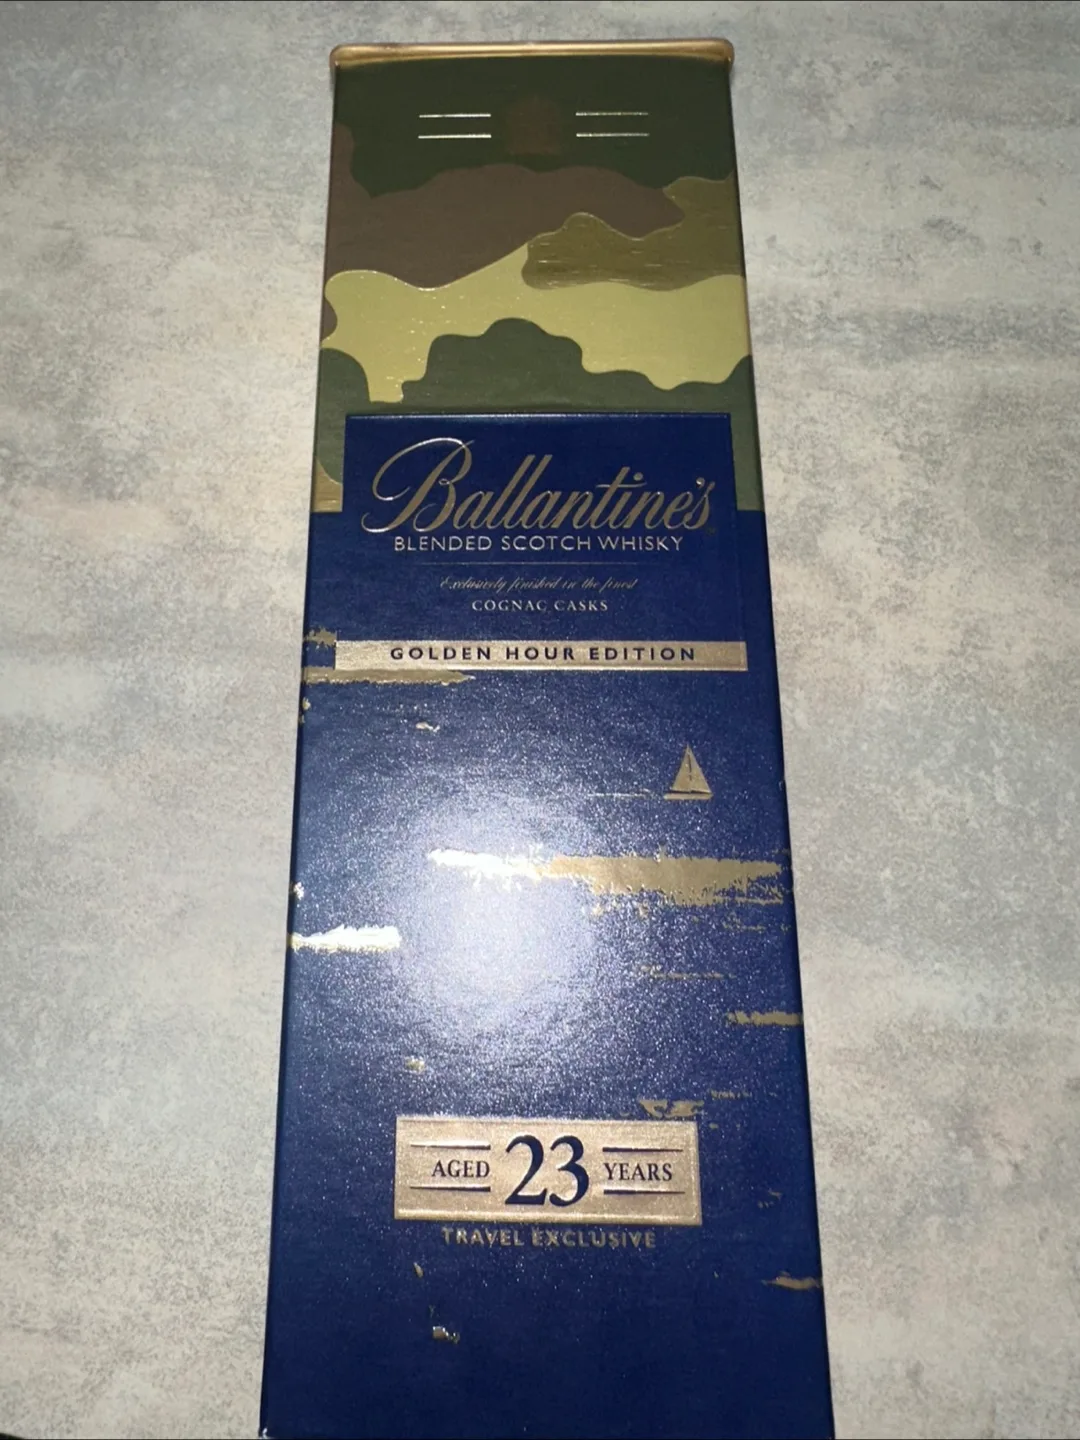 Ballantine's
BLENDED SCOTCH WHISKY
Exclusively finished in the finest
COGNAC CASKS
GOLDEN HOUR EDITION
AGED 23 YEARS
TRAVEL EXCLUSIVE